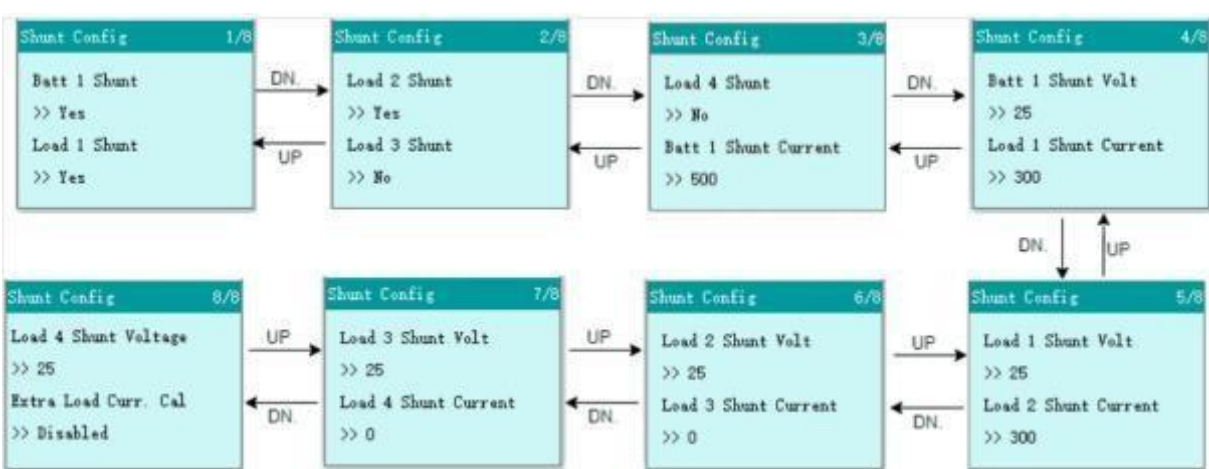 Shunt Config 1/8
Batt 1 Shunt
>> Yes
Load 1 Shunt
>> Yes
DN.
UP
Shunt Config 2/8
Load 2 Shunt
>> Yes
Load 3 Shunt
>> No
DN.
UP
Shunt Config 3/8
Load 4 Shunt
>> No
Batt 1 Shunt Current
>> 500
DN.
UP
Shunt Config 4/8
Batt 1 Shunt Volt
>> 25
Load 1 Shunt Current
>> 300
DN.
UP
Shunt Config 8/8
Load 4 Shunt Voltage
>> 25
Extra Load Curr. Cal
>> Disabled
UP
DN.
Shunt Config 7/8
Load 3 Shunt Volt
>> 25
Load 4 Shunt Current
>> 0
UP
DN.
Shunt Config 6/8
Load 2 Shunt Volt
>> 25
Load 3 Shunt Current
>> 0
UP
DN.
Shunt Config 5/8
Load 1 Shunt Volt
>> 25
Load 2 Shunt Current
>> 300